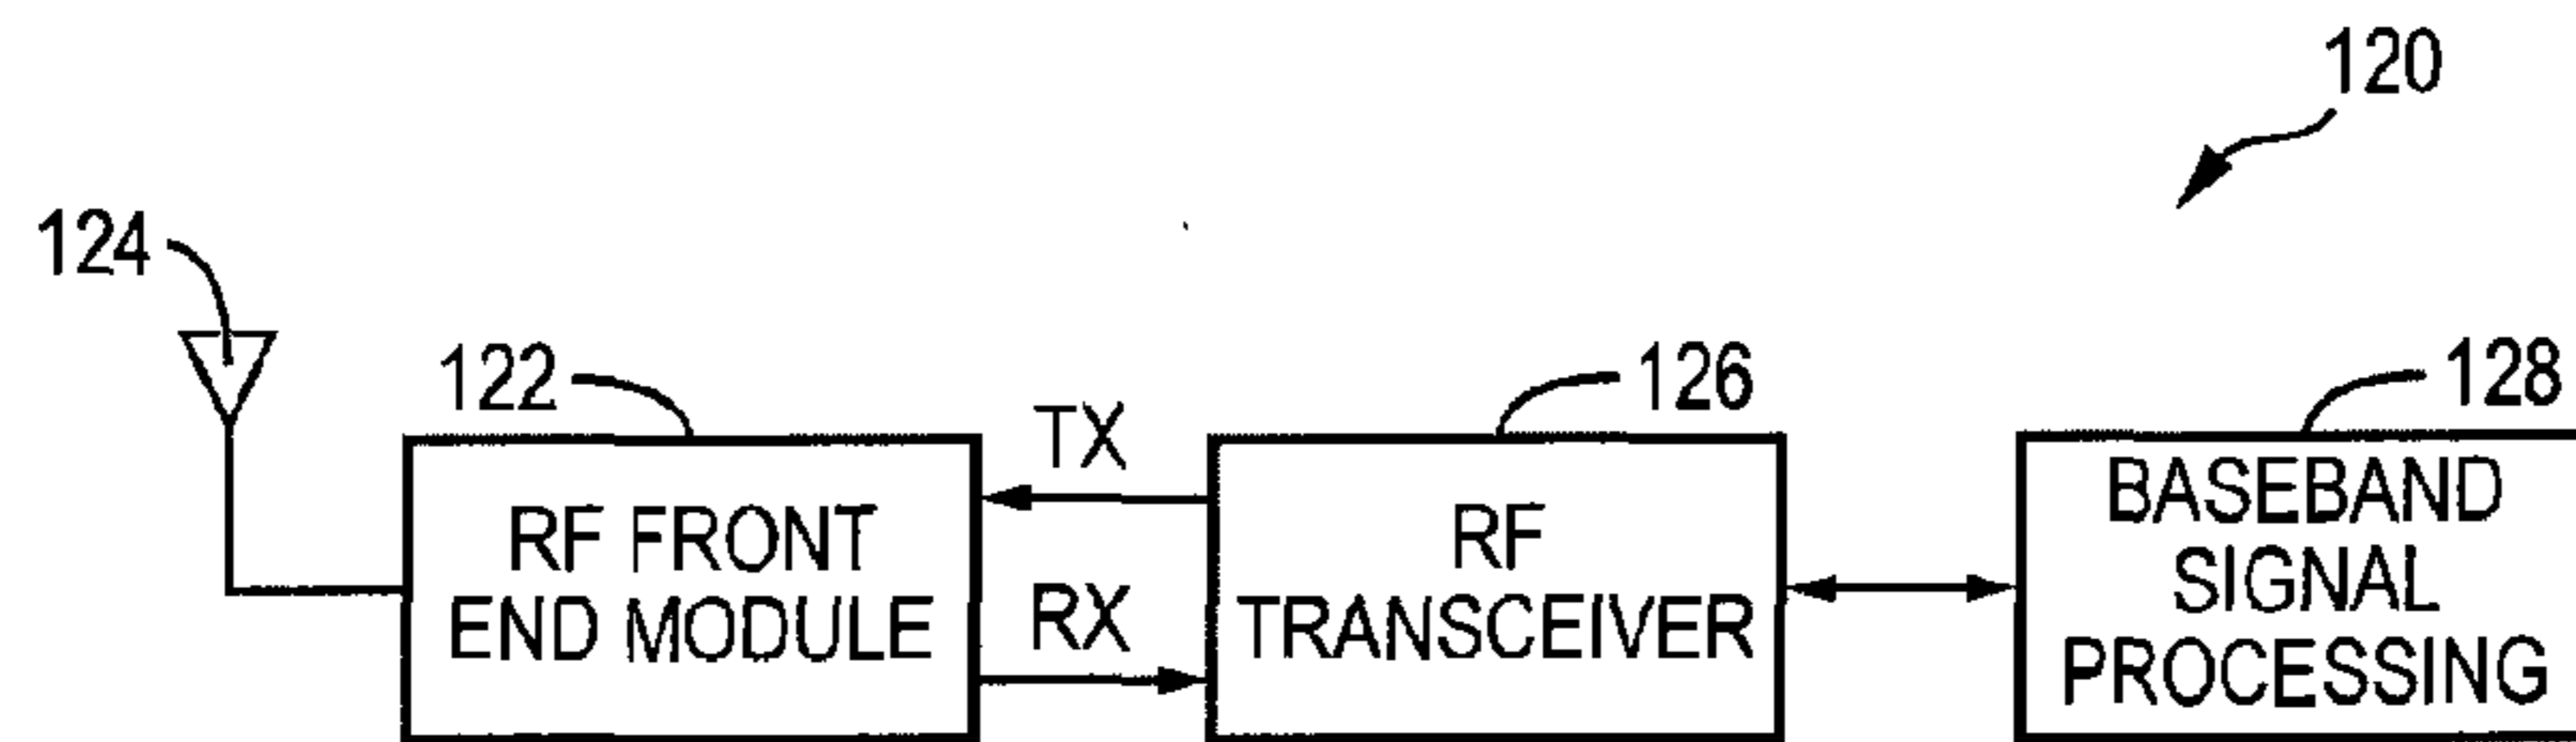 120
124
122
126
128
TX
RX
RF FRONT
END MODULE
RF
TRANSCEIVER
BASEBAND
SIGNAL
PROCESSING